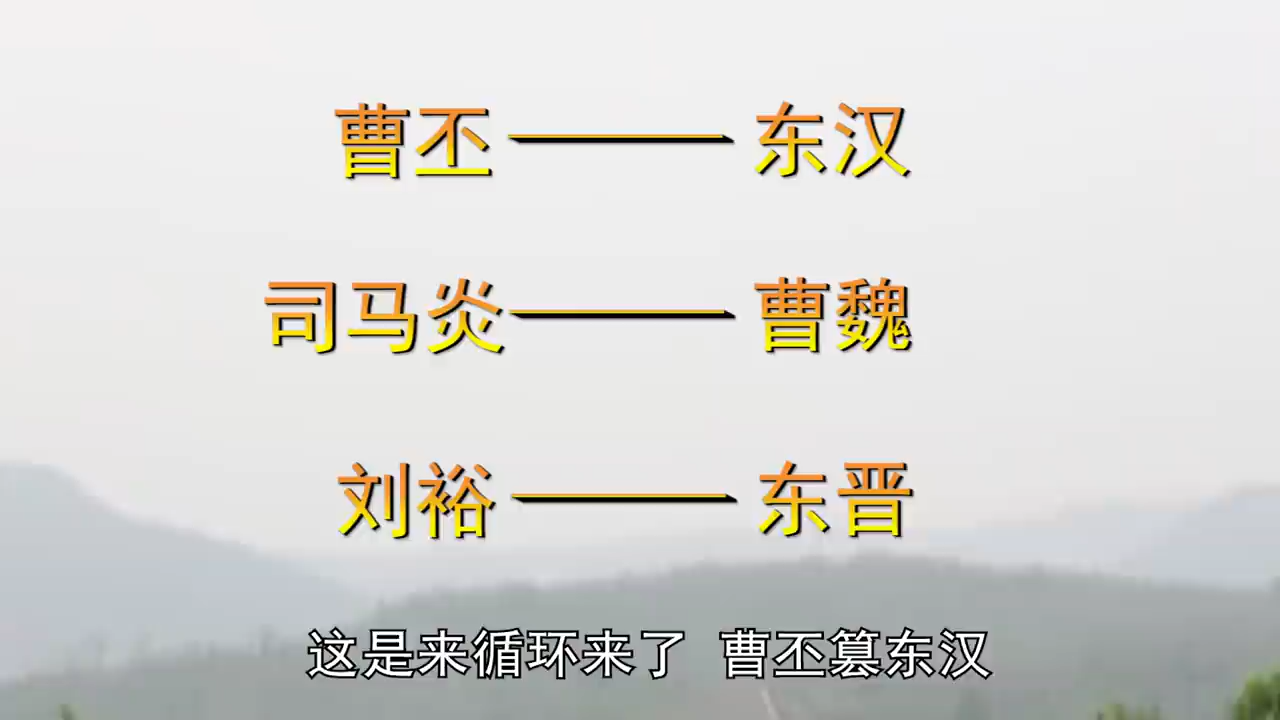 曹丕——东汉
司马炎——曹魏
刘裕——东晋
这是来循环来了 曹丕篡东汉